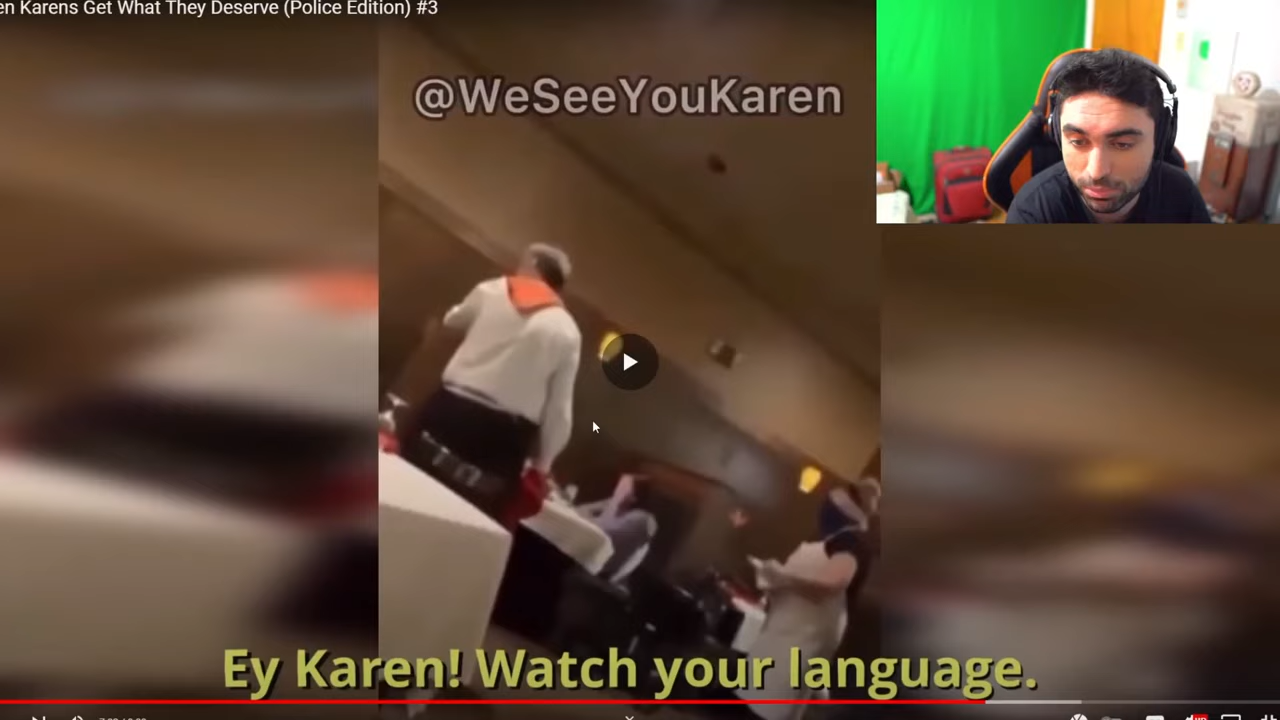 en Karens Get What They Deserve (Police Edition) #3
@WeSeeYouKaren
Ey Karen! Watch your language.